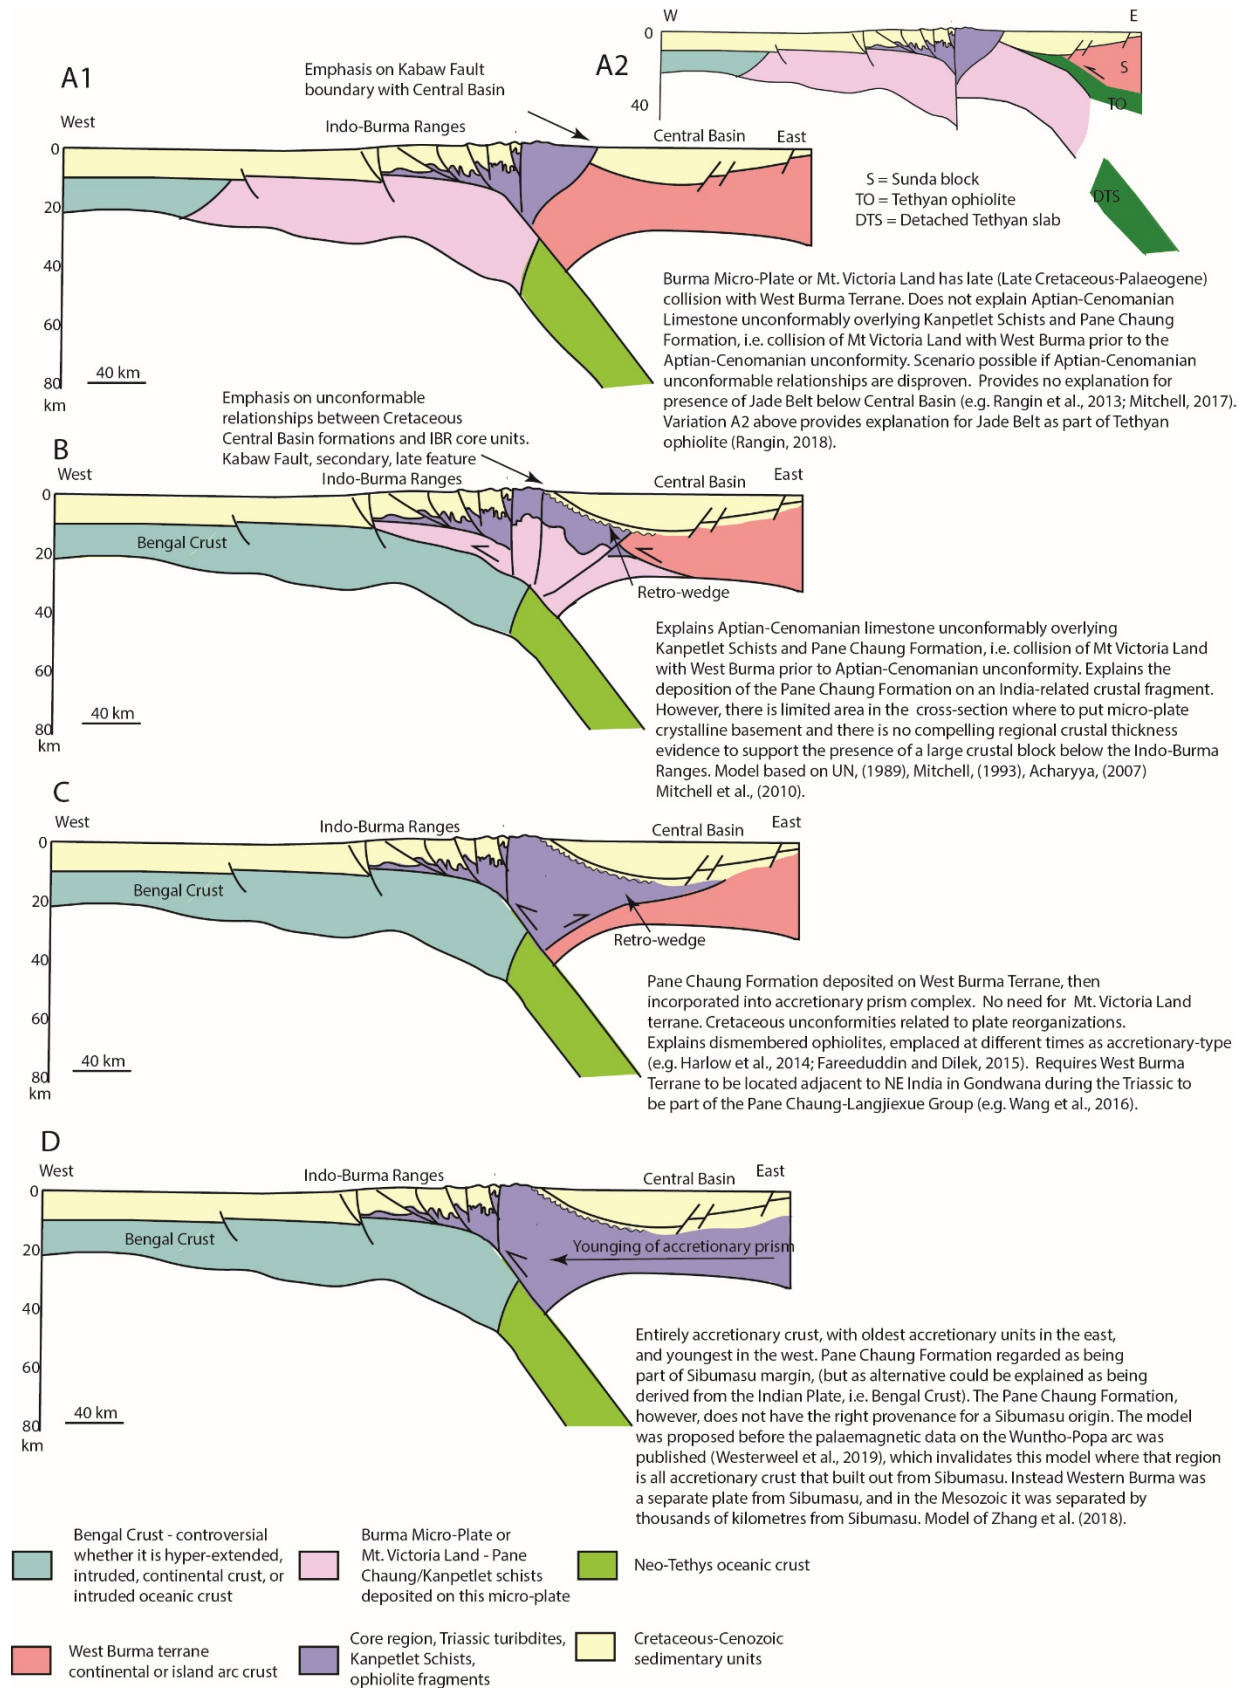 W
E
0
40
A2
S
TO
DTS
S = Sunda block
TO = Tethyan ophiolite
DTS = Detached Tethyan slab
A1
Emphasis on Kabaw Fault
boundary with Central Basin
West
Indo-Burma Ranges
Central Basin
East
0
20
40
60
80
km
40 km
Burma Micro-Plate or Mt. Victoria Land has late (Late Cretaceous-Palaeogene)
collision with West Burma Terrane. Does not explain Aptian-Cenomanian
Limestone unconformably overlying Kanpetlet Schists and Pane Chaung
Formation, i.e. collision of Mt Victoria Land with West Burma prior to the
Aptian-Cenomanian unconformity. Scenario possible if Aptian-Cenomanian
unconformable relationships are disproven. Provides no explanation for
presence of Jade Belt below Central Basin (e.g. Rangin et al., 2013; Mitchell, 2017).
Variation A2 above provides explanation for Jade Belt as part of Tethyan
ophiolite (Rangin, 2018).
B
Emphasis on unconformable
relationships between Cretaceous
Central Basin formations and IBR core units.
Kabaw Fault, secondary, late feature
West
Indo-Burma Ranges
Central Basin
East
0
20
40
60
80
km
Bengal Crust
Retro-wedge
40 km
Explains Aptian-Cenomanian limestone unconformably overlying
Kanpetlet Schists and Pane Chaung Formation, i.e. collision of Mt Victoria Land
with West Burma prior to Aptian-Cenomanian unconformity. Explains the
deposition of the Pane Chaung Formation on an India-related crustal fragment.
However, there is limited area in the cross-section where to put micro-plate
crystalline basement and there is no compelling regional crustal thickness
evidence to support the presence of a large crustal block below the Indo-Burma
Ranges. Model based on UN, (1989), Mitchell, (1993), Acharyya, (2007)
Mitchell et al., (2010).
C
West
Indo-Burma Ranges
Central Basin
East
0
20
40
60
80
km
Bengal Crust
Retro-wedge
40 km
Pane Chaung Formation deposited on West Burma Terrane, then
incorporated into accretionary prism complex. No need for Mt. Victoria Land
terrane. Cretaceous unconformities related to plate reorganizations.
Explains dismembered ophiolites, emplaced at different times as accretionary-type
(e.g. Harlow et al., 2014; Fareeduddin and Dilek, 2015). Requires West Burma
Terrane to be located adjacent to NE India in Gondwana during the Triassic to
be part of the Pane Chaung-Langjiexue Group (e.g. Wang et al., 2016).
D
West
Indo-Burma Ranges
Central Basin
East
0
20
40
60
80
km
Bengal Crust
Younging of accretionary prism
40 km
Entirely accretionary crust, with oldest accretionary units in the east,
and youngest in the west. Pane Chaung Formation regarded as being
part of Sibumasu margin, (but as alternative could be explained as being
derived from the Indian Plate, i.e. Bengal Crust). The Pane Chaung Formation,
however, does not have the right provenance for a Sibumasu origin. The model
was proposed before the palaemagnetic data on the Wuntho-Popa arc was
published (Westerweel et al., 2019), which invalidates this model where that region
is all accretionary crust that built out from Sibumasu. Instead Western Burma was
a separate plate from Sibumasu, and in the Mesozoic it was separated by
thousands of kilometres from Sibumasu. Model of Zhang et al. (2018).
Bengal Crust - controversial
whether it is hyper-extended,
intruded, continental crust, or
intruded oceanic crust
Burma Micro-Plate or
Mt. Victoria Land - Pane
Chaung/Kanpetlet schists
deposited on this micro-plate
Neo-Tethys oceanic crust
West Burma terrane
continental or island arc crust
Core region, Triassic turibdites,
Kanpetlet Schists,
ophiolite fragments
Cretaceous-Cenozoic
sedimentary units